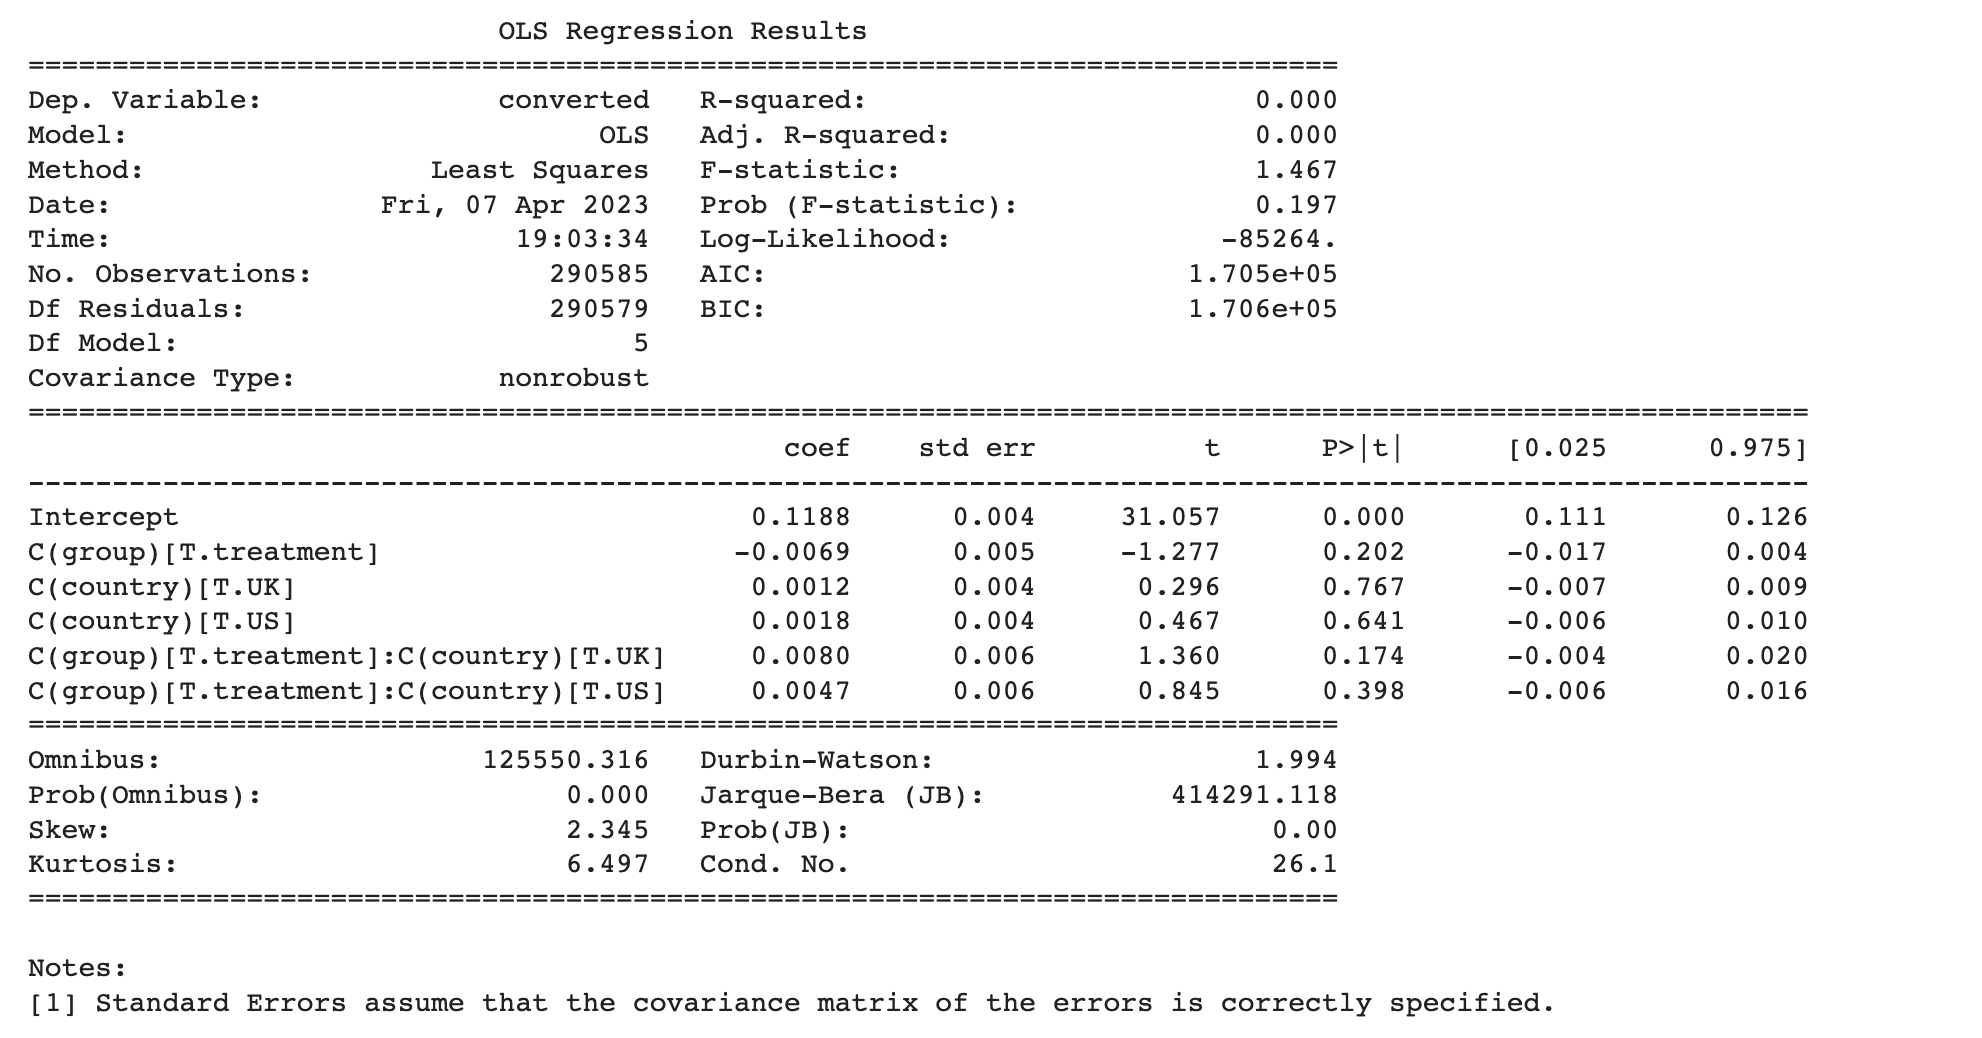 OLS Regression Results
==============================================================================
Dep. Variable:              converted   R-squared:                       0.000
Model:                            OLS   Adj. R-squared:                  0.000
Method:                 Least Squares   F-statistic:                     1.467
Date:                Fri, 07 Apr 2023   Prob (F-statistic):              0.197
Time:                        19:03:34   Log-Likelihood:                -85264.
No. Observations:              290585   AIC:                         1.705e+05
Df Residuals:                  290579   BIC:                         1.706e+05
Df Model:                           5
Covariance Type:            nonrobust
==========================================================================================================
                                             coef    std err          t      P>|t|      [0.025      0.975]
----------------------------------------------------------------------------------------------------------
Intercept                                  0.1188      0.004     31.057      0.000       0.111       0.126
C(group)[T.treatment]                     -0.0069      0.005     -1.277      0.202      -0.017       0.004
C(country)[T.UK]                           0.0012      0.004      0.296      0.767      -0.007       0.009
C(country)[T.US]                           0.0018      0.004      0.467      0.641      -0.006       0.010
C(group)[T.treatment]:C(country)[T.UK]     0.0080      0.006      1.360      0.174      -0.004       0.020
C(group)[T.treatment]:C(country)[T.US]     0.0047      0.006      0.845      0.398      -0.006       0.016
==============================================================================
Omnibus:                   125550.316   Durbin-Watson:                   1.994
Prob(Omnibus):                  0.000   Jarque-Bera (JB):           414291.118
Skew:                           2.345   Prob(JB):                         0.00
Kurtosis:                       6.497   Cond. No.                         26.1
==============================================================================
Notes:
[1] Standard Errors assume that the covariance matrix of the errors is correctly specified.